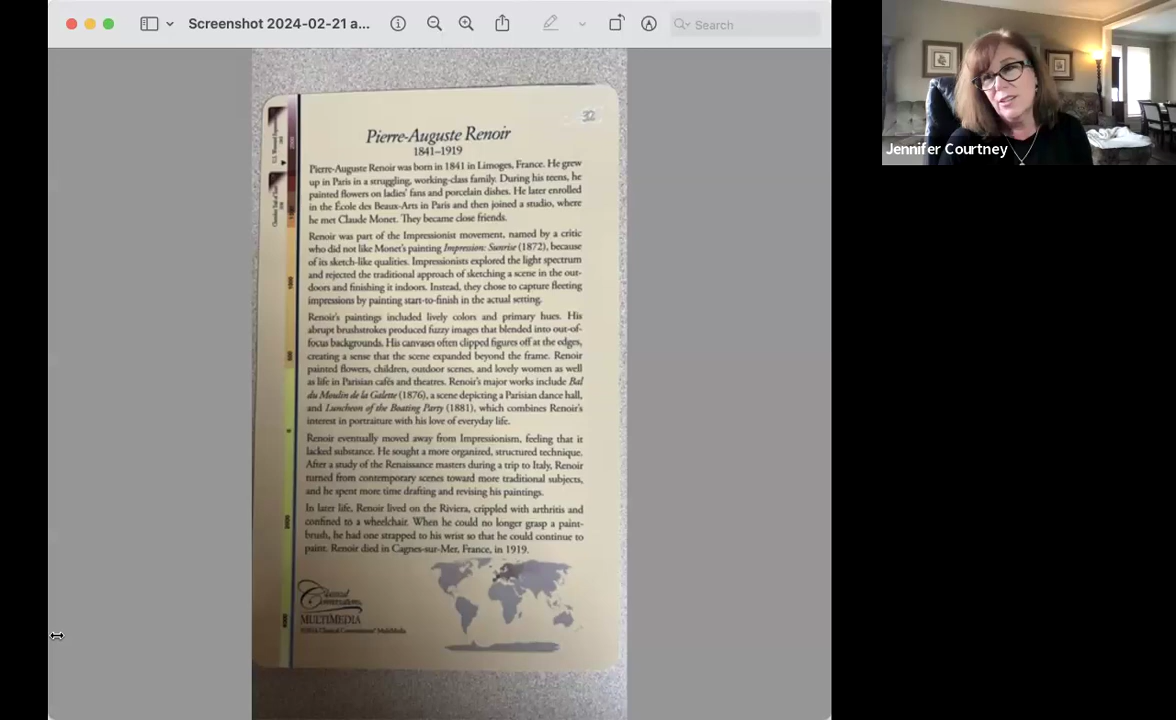 Screenshot 2024-02-21 a...
Search
Jennifer Courtney
32
Pierre-Auguste Renoir
1841–1919
Pierre-Auguste Renoir was born in 1841 in Limoges, France. He grew
up in Paris in a struggling, working-class family. During his teens, he
painted flowers on ladies' fans and porcelain dishes. He later enrolled
in the École des Beaux-Arts in Paris and then joined a studio, where
he met Claude Monet. They became close friends.
Renoir was part of the Impressionist movement, named by a critic
who did not like Monet's painting Impression: Sunrise (1872), because
of its sketch-like qualities. Impressionists explored the light spectrum
and rejected the traditional approach of sketching a scene in the out-
doors and finishing it indoors. Instead, they chose to capture fleeting
impressions by painting start-to-finish in the actual setting.
Renoir's paintings included lively colors and primary hues. His
abrupt brushstrokes produced fuzzy images that blended into out-of-
focus backgrounds. His canvases often clipped figures off at the edges,
creating a sense that the scene expanded beyond the frame. Renoir
painted flowers, children, outdoor scenes, and lovely women as well
as life in Parisian cafés and theatres. Renoir's major works include Bal
du Moulin de la Galette (1876), a scene depicting a Parisian dance hall,
and Luncheon of the Boating Party (1881), which combines Renoir's
interest in portraiture with his love of everyday life.
Renoir eventually moved away from Impressionism, feeling that it
lacked substance. He sought a more organized, structured technique.
After a study of the Renaissance masters during a trip to Italy, Renoir
turned from contemporary scenes toward more traditional subjects,
and he spent more time drafting and revising his paintings.
In later life, Renoir lived on the Riviera, crippled with arthritis and
confined to a wheelchair. When he could no longer grasp a paint-
brush, he had one strapped to his wrist so that he could continue to
paint. Renoir died in Cagnes-sur-Mer, France, in 1919.
Classical
Conversations
MULTIMEDIA
Classical Conversations® MultiMedia